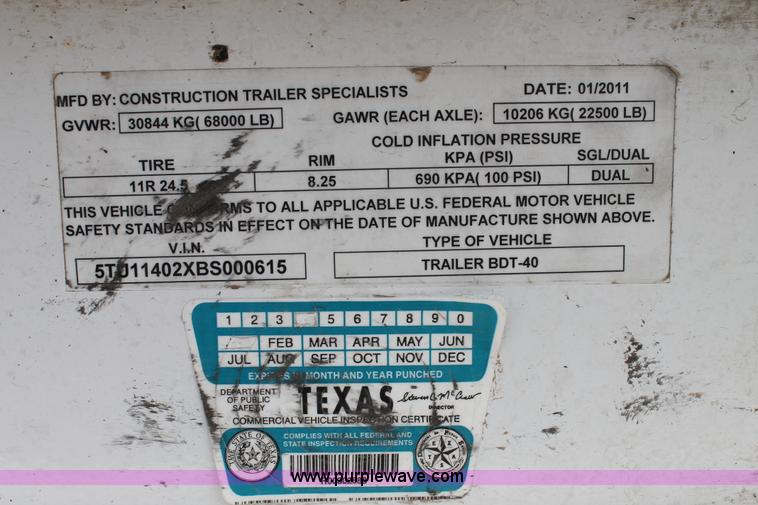 MFD BY: CONSTRUCTION TRAILER SPECIALISTS DATE: 01/2011
GVWR: 30844 KG( 68000 LB) GAWR (EACH AXLE): 10206 KG( 22500 LB)
COLD INFLATION PRESSURE
TIRE RIM KPA (PSI) SGL/DUAL
11R 24.5 8.25 690 KPA( 100 PSI) DUAL
THIS VEHICLE TO ALL APPLICABLE U.S. FEDERAL MOTOR VEHICLE
SAFETY STANDARDS IN EFFECT ON THE DATE OF MANUFACTURE SHOWN ABOVE.
V.I.N. TYPE OF VEHICLE
5TU11402XBS000615 TRAILER BDT-40
1 2 3 5 6 7 8 9 0
FEB MAR APR MAY JUN
JUL AUG SEP OCT NOV DEC
EXPIRES IN MONTH AND YEAR PUNCHED
DEPARTMENT
OF PUBLIC
SAFETY
TEXAS
DIRECTOR
COMMERCIAL VEHICLE INSPECTION CERTIFICATE
COMPLIES WITH ALL FEDERAL AND
STATE INSPECTION REQUIREMENTS
THE STATE OF TEXAS
T E X A S
www.purplewave.com